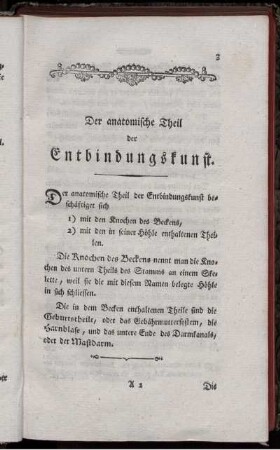 3
Der anatomische Theil
der
Entbindungskunst.
Der anatomische Theil der Entbindungskunst be-
schäftiget sich
1) mit den Knochen des Beckens,
2) mit den in seiner Höhle enthaltenen Thei-
len.
Die Knochen des Beckens nennt man die Kno-
chen des untern Theils des Stamms an einem Ske-
lette, weil sie die mit diesem Namen belegte Höhle
in sich schliessen.
Die in dem Becken enthaltenen Theile sind die
Geburtstheile, oder das Gebährmuttersistem, die
Harnblase, und das untere Ende des Darmkanals,
oder der Mastdarm.
A 2 Die